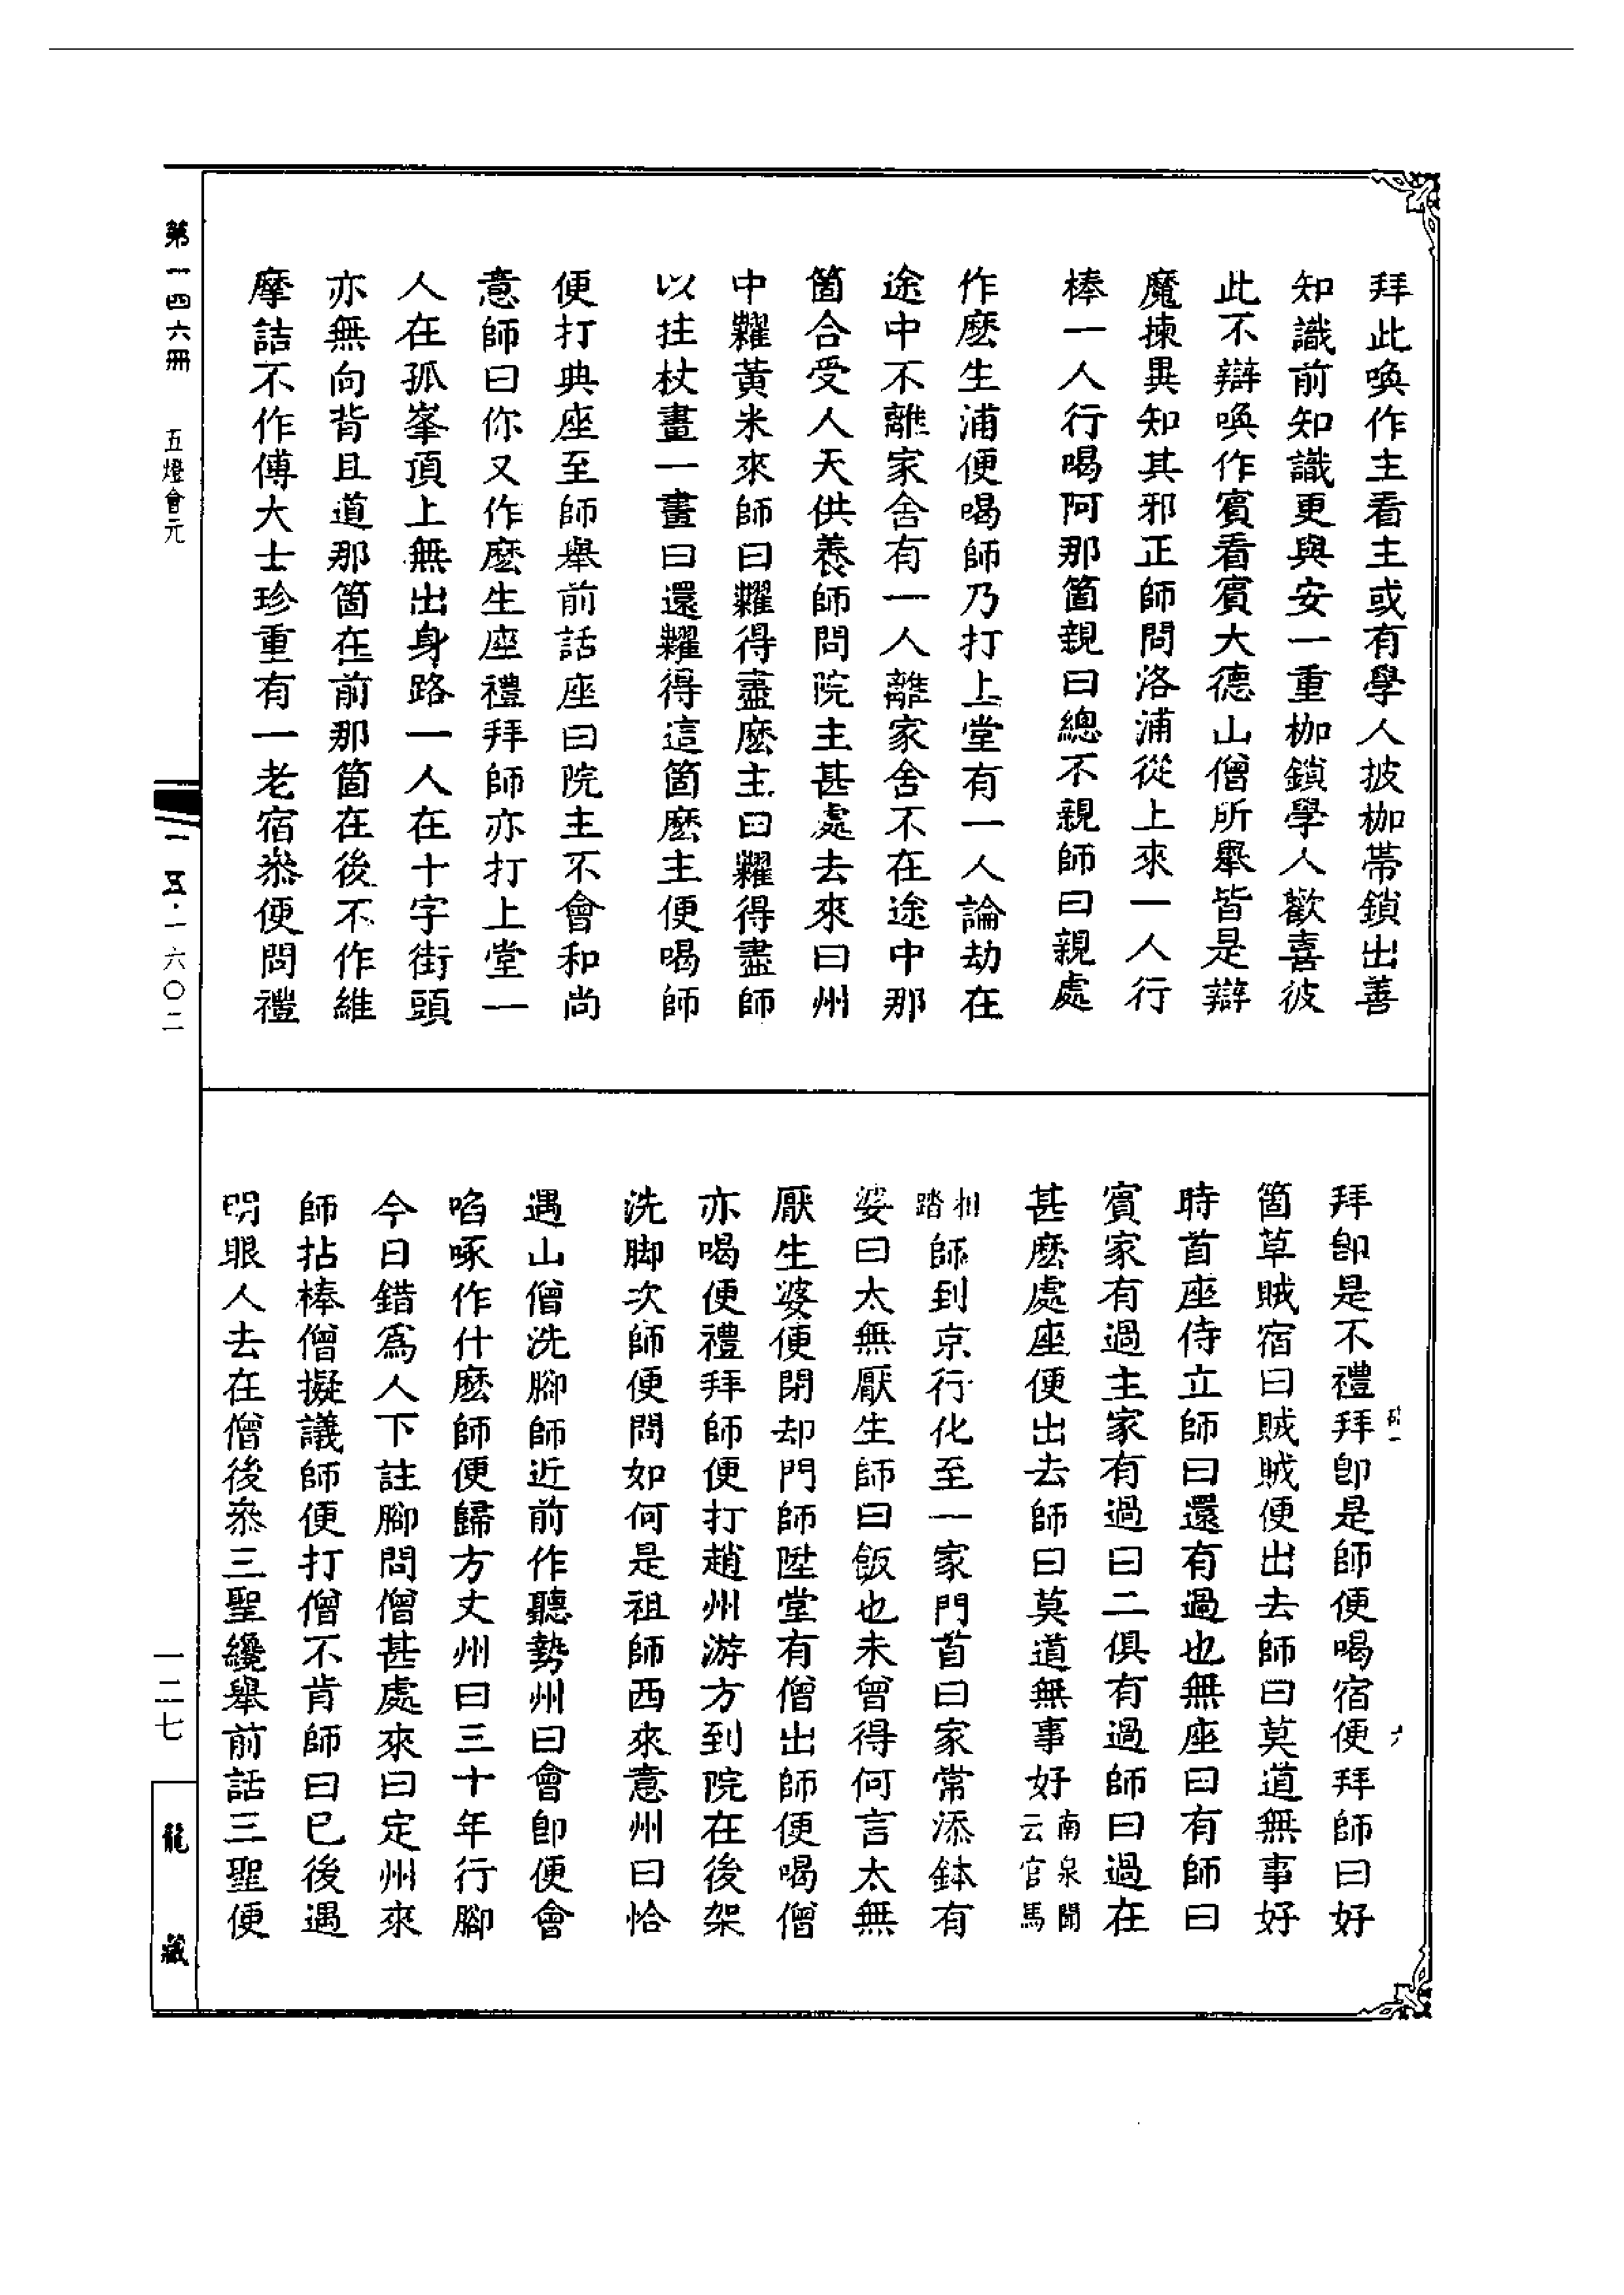 拜此喚作主看主或有學人披枷帶鎖出善
知識前知識更與安一重枷鎖學人歡喜彼
此不辯喚作賓看賓大德山僧所舉皆是辯
魔揀異知其邪正師問洛浦從上來一人行
棒一人行喝阿那箇親曰總不親師曰親處
作麽生浦便喝師乃打上堂有一人論劫在
途中不離家舍有一人離家舍不在途中那
箇合受人天供養師問院主甚處去來曰州
中糶黃米來師曰糶得盡麽主曰糶得盡師
以拄杖畫一畫曰還糶得這箇麽主便喝師
便打典座至師舉前話座曰院主不會和尚
意師曰你又作麽生座禮拜師亦打上堂一
人在孤峯頂上無出身路一人在十字街頭
亦無向背且道那箇在前那箇在後不作維
摩詰不作傅大士珍重有一老宿叅便問禮
拜卽是不禮拜卽是師便喝宿便拜師曰好
箇草賊宿曰賊賊便出去師曰莫道無事好
時首座侍立師曰還有過也無座曰有師曰
賓家有過主家有過曰二俱有過師曰過在
甚麽處座便出去師曰莫道無事好南泉聞云官馬
相踏師到京行化至一家門首曰家常添鉢有
婆曰太無厭生師曰飯也未曾得何言太無
厭生婆便閉却門師陞堂有僧出師便喝僧
亦喝便禮拜師便打趙州游方到院在後架
洗脚次師便問如何是祖師西來意州曰恰
遇山僧洗腳師近前作聽勢州曰會卽便會
啗啄作什麽師便歸方丈州曰三十年行腳
今日錯爲人下註腳問僧甚處來曰定州來
師拈棒僧擬議師便打僧不肯師曰已後遇
明眼人去在僧後叅三聖纔舉前話三聖便
第一四六冊 五燈會元
一一五·一六〇二
一二七
龍藏